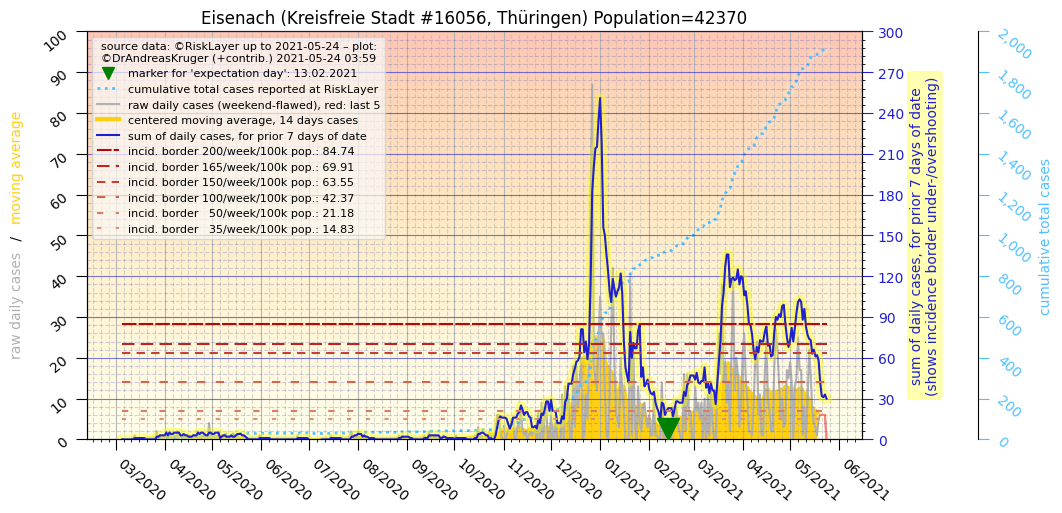 Eisenach (Kreisfreie Stadt #16056, Thüringen) Population=42370
source data: ©RiskLayer up to 2021-05-24 – plot:
©DrAndreasKruger (+contrib.) 2021-05-24 03:59
marker for 'expectation day': 13.02.2021
cumulative total cases reported at RiskLayer
raw daily cases (weekend-flawed), red: last 5
centered moving average, 14 days cases
sum of daily cases, for prior 7 days of date
incid. border 200/week/100k pop.: 84.74
incid. border 165/week/100k pop.: 69.91
incid. border 150/week/100k pop.: 63.55
incid. border 100/week/100k pop.: 42.37
incid. border 50/week/100k pop.: 21.18
incid. border 35/week/100k pop.: 14.83
raw daily cases / moving average
100
90
80
70
60
50
40
30
20
10
0
03/2020
04/2020
05/2020
06/2020
07/2020
08/2020
09/2020
10/2020
11/2020
12/2020
01/2021
02/2021
03/2021
04/2021
05/2021
06/2021
300
270
240
210
180
150
120
90
60
30
0
sum of daily cases, for prior 7 days of date
(shows incidence border under-/overshooting)
2,000
1,800
1,600
1,400
1,200
1,000
800
600
400
200
0
cumulative total cases